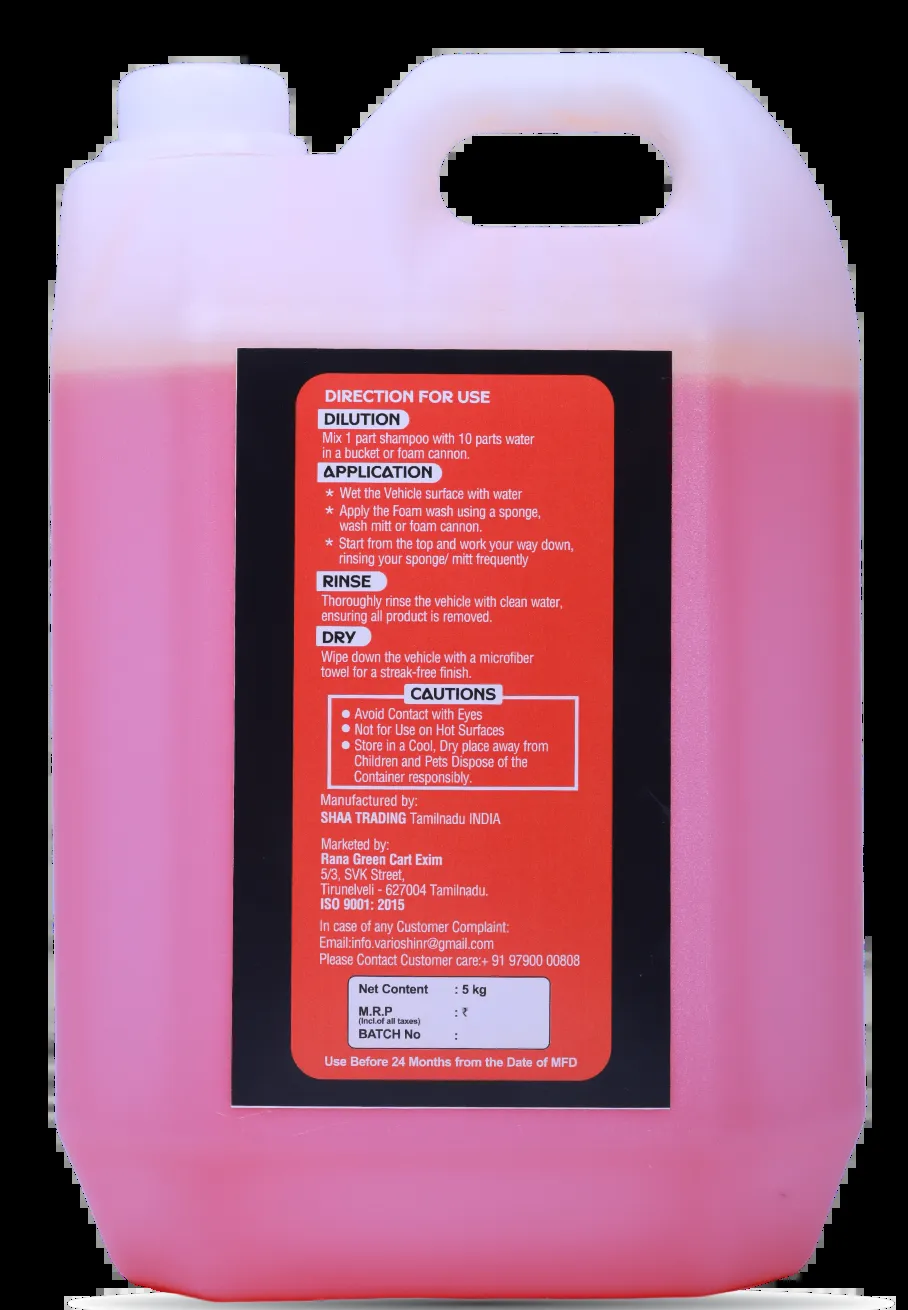 DIRECTION FOR USE
DILUTION
Mix 1 part shampoo with 10 parts water
in a bucket or foam cannon.
APPLICATION
* Wet the Vehicle surface with water
* Apply the Foam wash using a sponge,
wash mitt or foam cannon.
* Start from the top and work your way down,
rinsing your sponge/ mitt frequently
RINSE
Thoroughly rinse the vehicle with clean water,
ensuring all product is removed.
DRY
Wipe down the vehicle with a microfiber
towel for a streak-free finish.
CAUTIONS
● Avoid Contact with Eyes
● Not for Use on Hot Surfaces
● Store in a Cool, Dry place away from
Children and Pets Dispose of the
Container responsibly.
Manufactured by:
SHAA TRADING Tamilnadu INDIA
Marketed by:
Rana Green Cart Exim
5/3, SVK Street,
Tirunelveli - 627004 Tamilnadu.
ISO 9001: 2015
In case of any Customer Complaint:
Email:info.varioshinr@gmail.com
Please Contact Customer care:+ 91 97900 00808
Net Content : 5 kg
M.R.P : ₹
(Incl.of all taxes)
BATCH No :
Use Before 24 Months from the Date of MFD